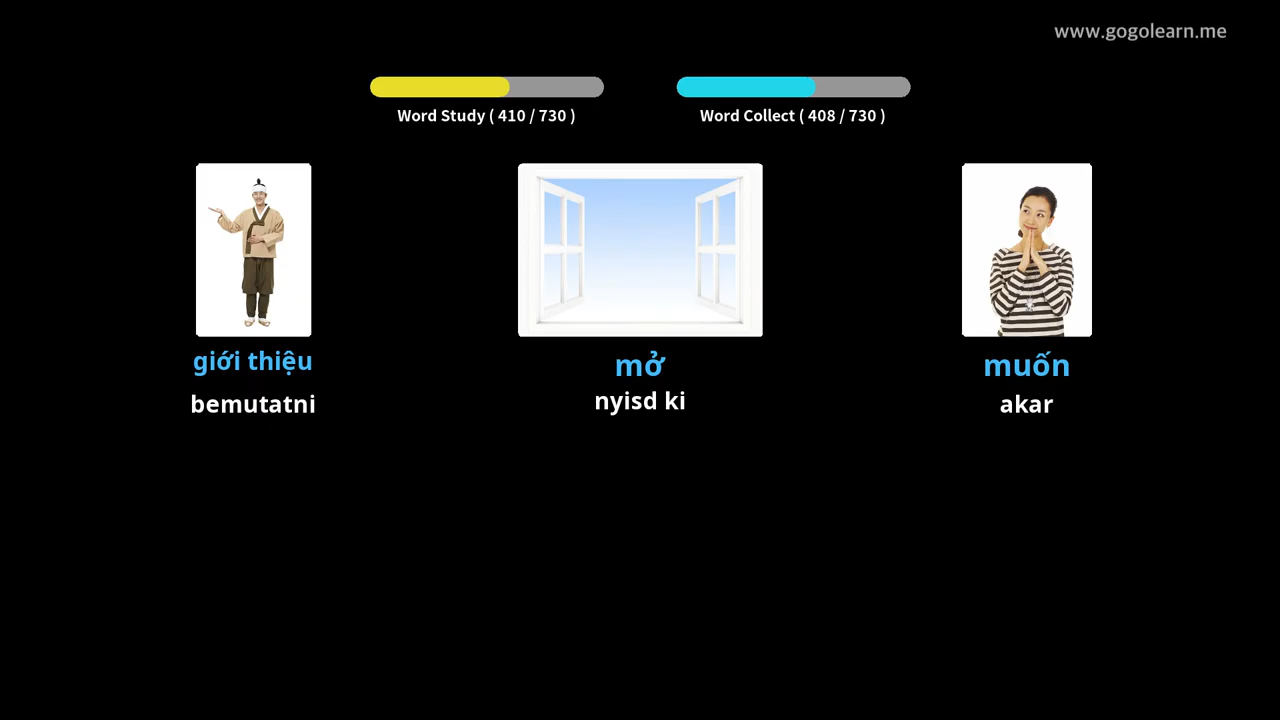 www.gogolearn.me
Word Study ( 410 / 730 )
Word Collect ( 408 / 730 )
giới thiệu
bemutatni
mở
nyisd ki
muốn
akar